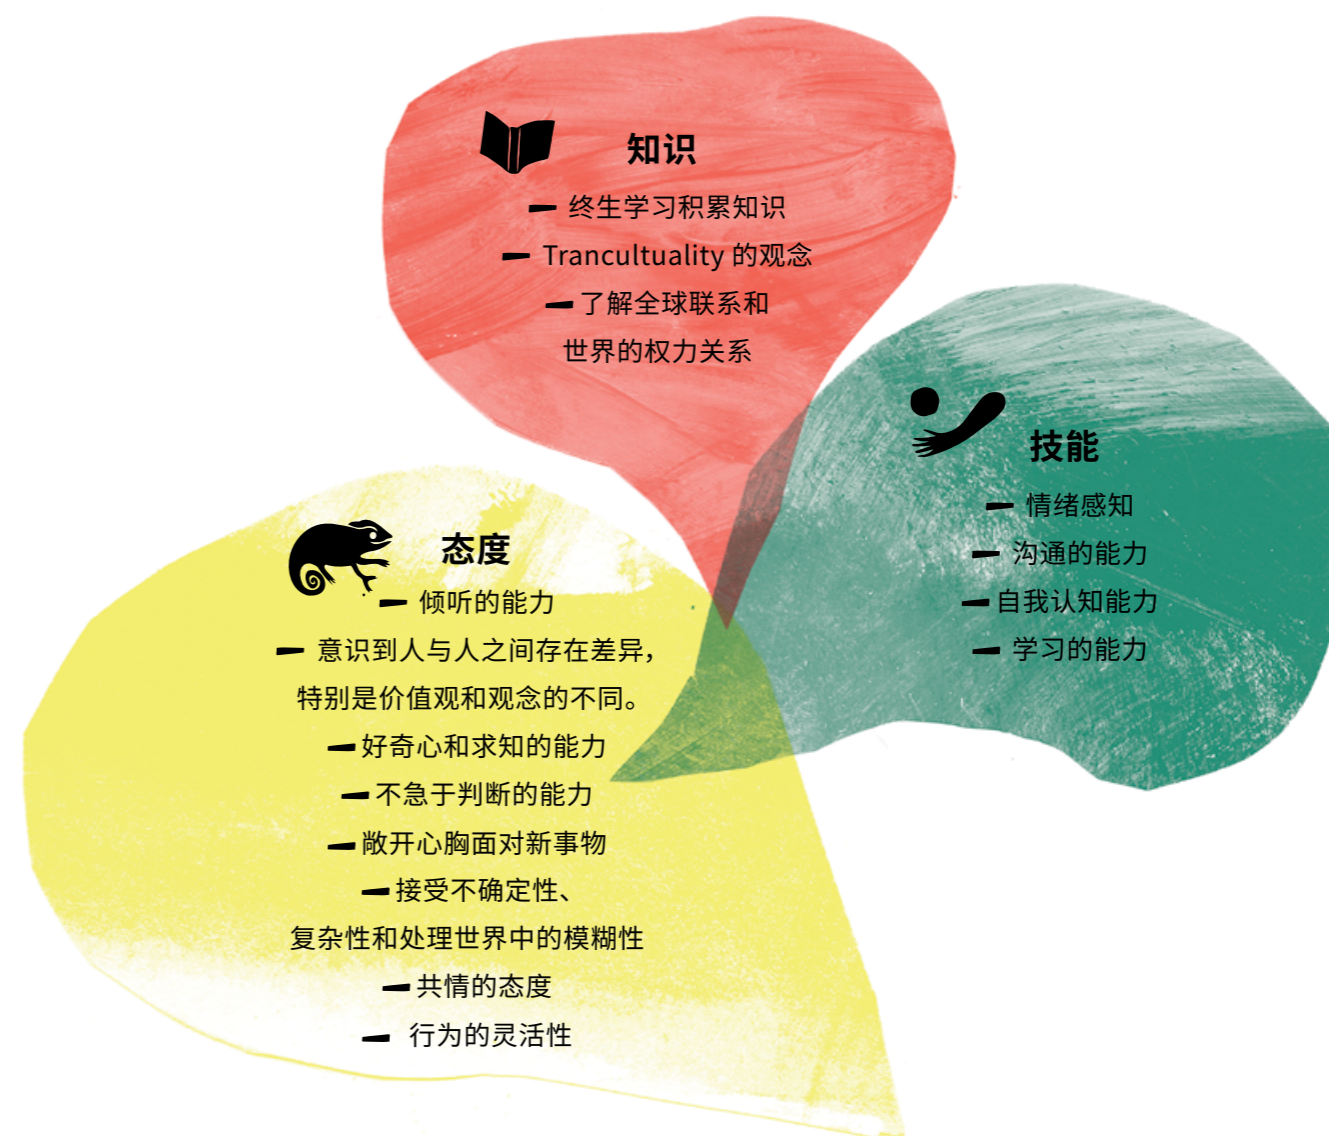 知识
终生学习积累知识
Trancultuality 的观念
了解全球联系和
世界的权力关系
技能
情绪感知
沟通的能力
自我认知能力
学习的能力
态度
倾听的能力
意识到人与人之间存在差异，
特别是价值观和观念的不同。
好奇心和求知的能力
不急于判断的能力
敞开心胸面对新事物
接受不确定性、
复杂性和处理世界中的模糊性
共情的态度
行为的灵活性